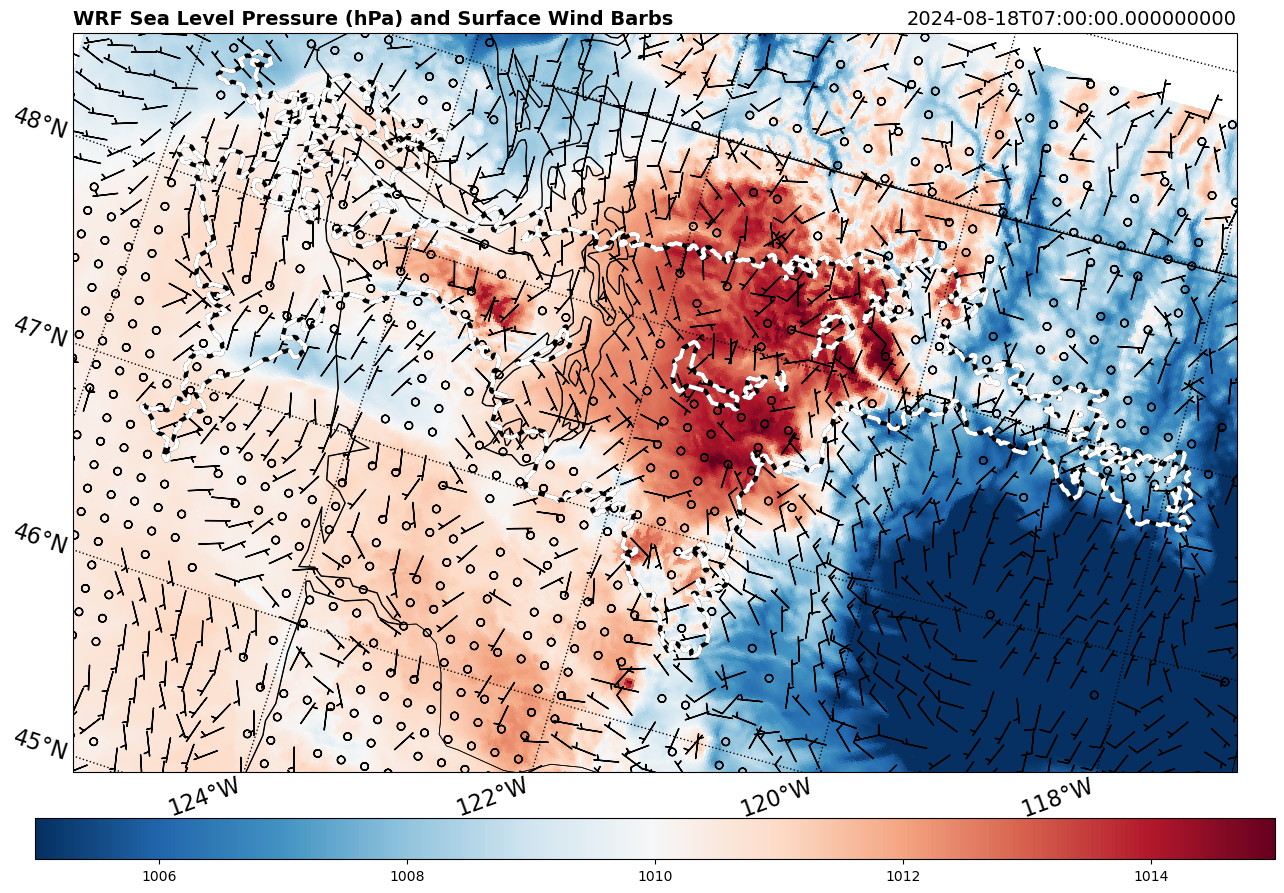 WRF Sea Level Pressure (hPa) and Surface Wind Barbs
2024-08-18T07:00:00.000000000
48°N
47°N
46°N
45°N
124°W
122°W
120°W
118°W
1006
1008
1010
1012
1014